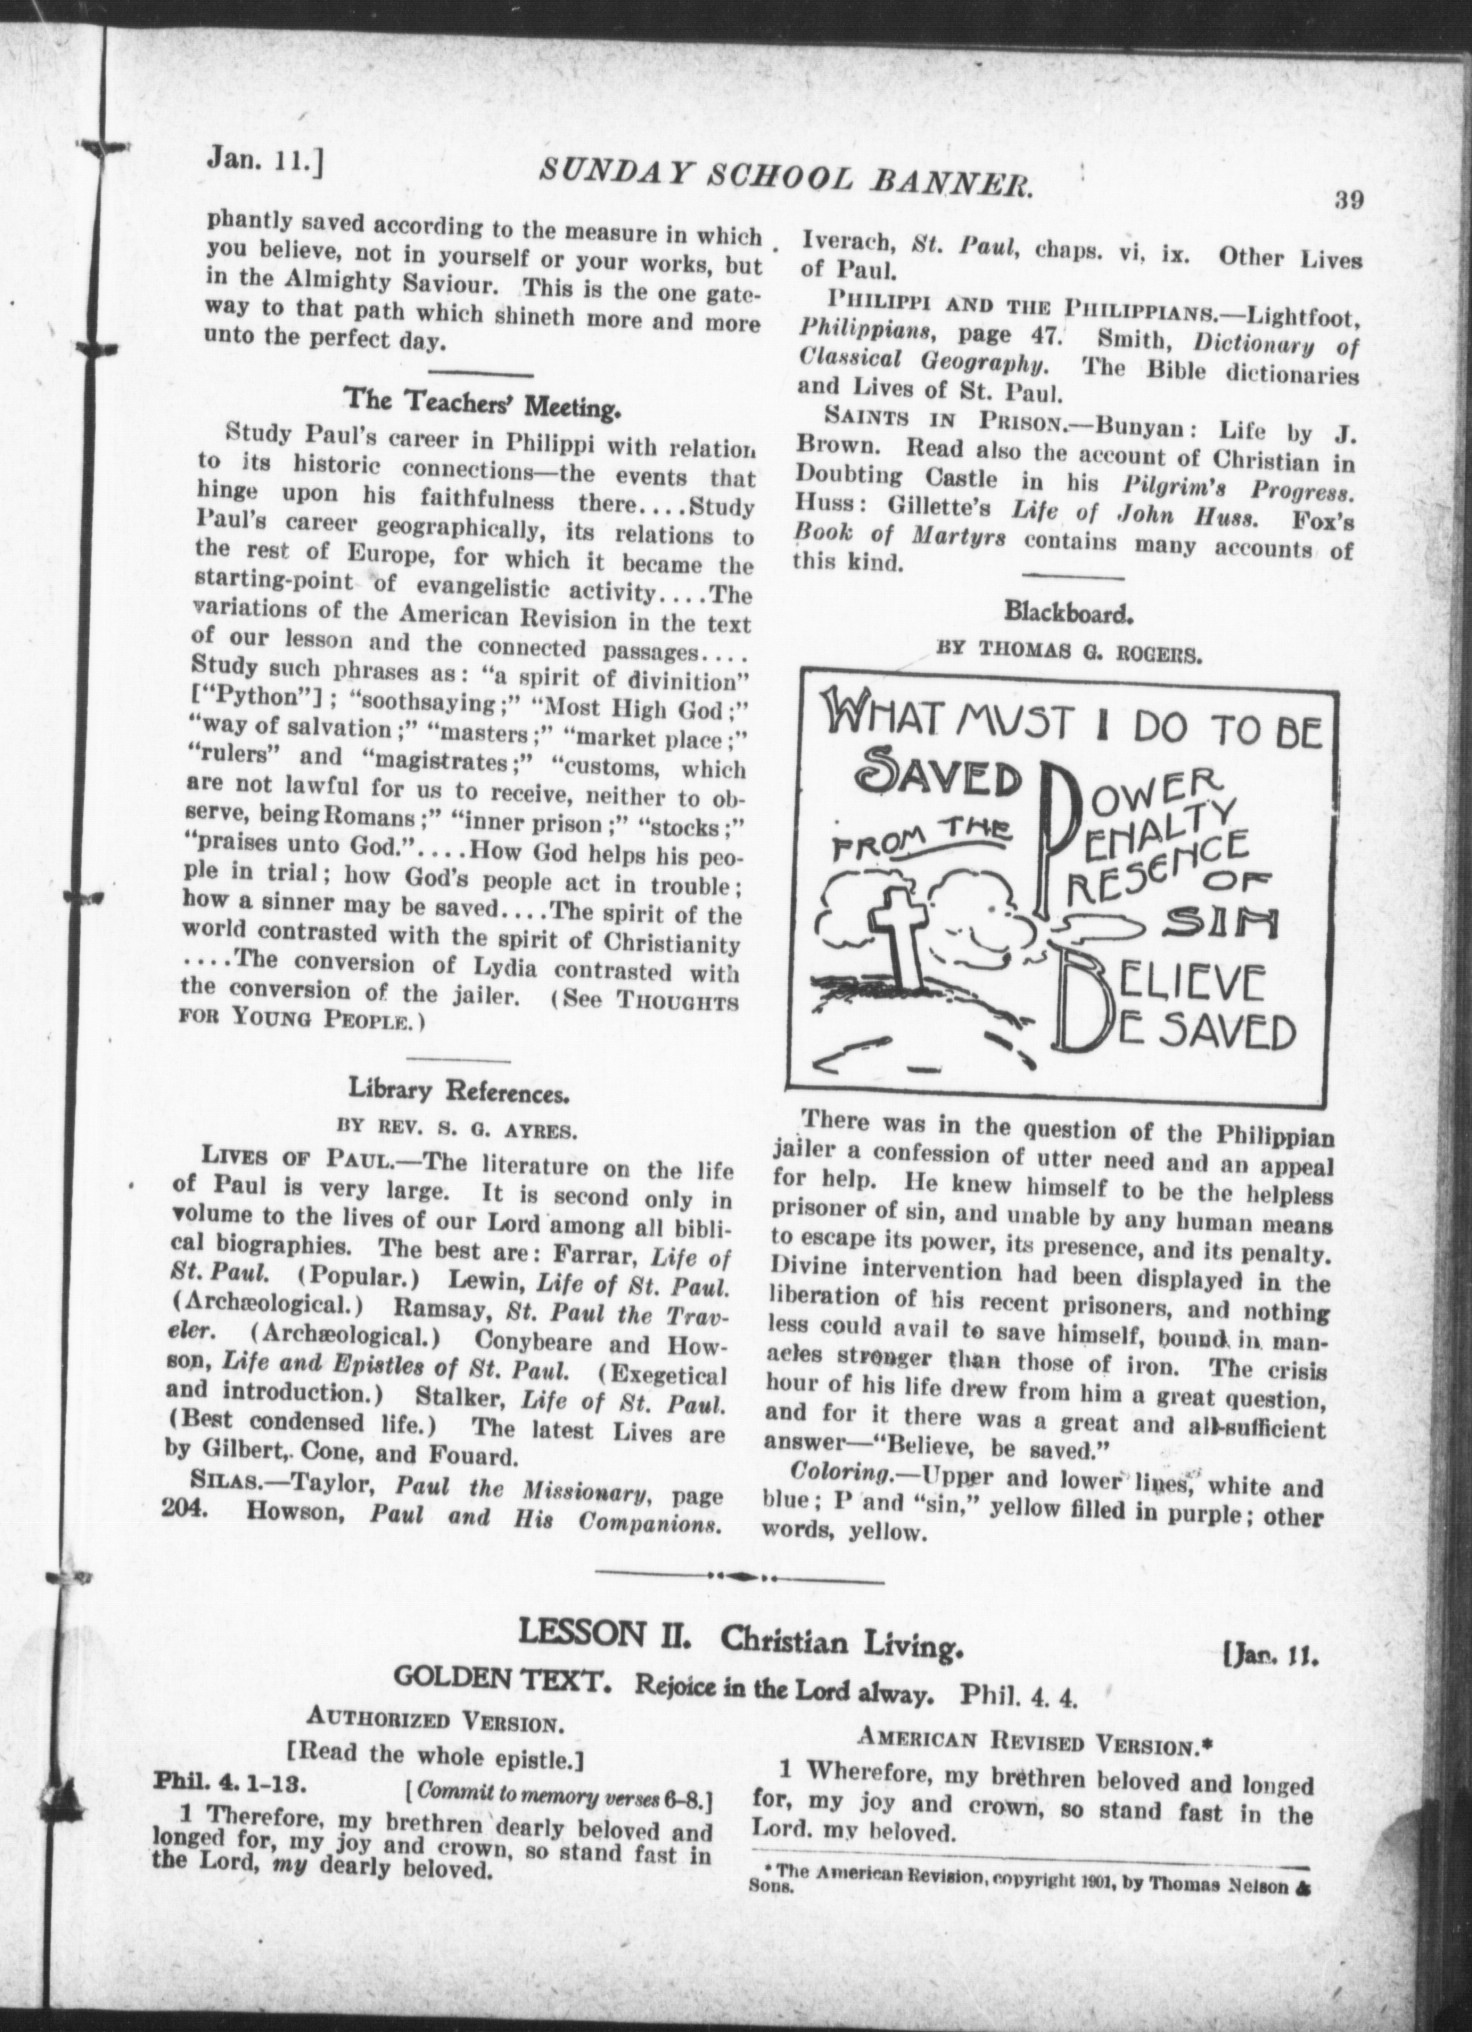 Jan. 11.]
SUNDAY SCHOOL BANNER.
39
phantly saved according to the measure in which
you believe, not in yourself or your works, but
in the Almighty Saviour. This is the one gate-
way to that path which shineth more and more
unto the perfect day.
The Teachers' Meeting.
Study Paul's career in Philippi with relation
to its historic connections—the events that
hinge upon his faithfulness there....Study
Paul's career geographically, its relations to
the rest of Europe, for which it became the
starting-point of evangelistic activity....The
variations of the American Revision in the text
of our lesson and the connected passages....
Study such phrases as: "a spirit of divinition"
["Python"]; "soothsaying;" "Most High God;"
"way of salvation;" "masters;" "market place;"
"rulers" and "magistrates;" "customs, which
are not lawful for us to receive, neither to ob-
serve, being Romans;" "inner prison;" "stocks;"
"praises unto God."....How God helps his peo-
ple in trial; how God's people act in trouble;
how a sinner may be saved....The spirit of the
world contrasted with the spirit of Christianity
....The conversion of Lydia contrasted with
the conversion of the jailer. (See THOUGHTS
FOR YOUNG PEOPLE.)
Library References.
BY REV. S. G. AYRES.
LIVES OF PAUL.—The literature on the life
of Paul is very large. It is second only in
volume to the lives of our Lord among all bibli-
cal biographies. The best are: Farrar, Life of
St. Paul. (Popular.) Lewin, Life of St. Paul.
(Archæological.) Ramsay, St. Paul the Trav-
eler. (Archæological.) Conybeare and How-
son, Life and Epistles of St. Paul. (Exegetical
and introduction.) Stalker, Life of St. Paul.
(Best condensed life.) The latest Lives are
by Gilbert, Cone, and Fouard.
SILAS.—Taylor, Paul the Missionary, page
204. Howson, Paul and His Companions.
Iverach, St. Paul, chaps. vi, ix. Other Lives
of Paul.
PHILIPPI AND THE PHILIPPIANS.—Lightfoot,
Philippians, page 47. Smith, Dictionary of
Classical Geography. The Bible dictionaries
and Lives of St. Paul.
SAINTS IN PRISON.—Bunyan: Life by J.
Brown. Read also the account of Christian in
Doubting Castle in his Pilgrim's Progress.
Huss: Gillette's Life of John Huss. Fox's
Book of Martyrs contains many accounts of
this kind.
Blackboard.
BY THOMAS G. ROGERS.
WHAT MUST I DO TO BE
SAVED
FROM THE
POWER
PENALTY
PRESENCE
OF
SIN
BELIEVE
BE SAVED
There was in the question of the Philippian
jailer a confession of utter need and an appeal
for help. He knew himself to be the helpless
prisoner of sin, and unable by any human means
to escape its power, its presence, and its penalty.
Divine intervention had been displayed in the
liberation of his recent prisoners, and nothing
less could avail to save himself, bound in man-
acles stronger than those of iron. The crisis
hour of his life drew from him a great question,
and for it there was a great and all-sufficient
answer—"Believe, be saved."
Coloring.—Upper and lower lines, white and
blue; P and "sin," yellow filled in purple; other
words, yellow.
LESSON II. Christian Living.
[Jan. 11.
GOLDEN TEXT. Rejoice in the Lord alway. Phil. 4. 4.
AUTHORIZED VERSION.
[Read the whole epistle.]
Phil. 4. 1-13. [Commit to memory verses 6-8.]
1 Therefore, my brethren dearly beloved and
longed for, my joy and crown, so stand fast in
the Lord, my dearly beloved.
AMERICAN REVISED VERSION.*
1 Wherefore, my brethren beloved and longed
for, my joy and crown, so stand fast in the
Lord, my beloved.
*The American Revision, copyright 1901, by Thomas Nelson &
Sons.